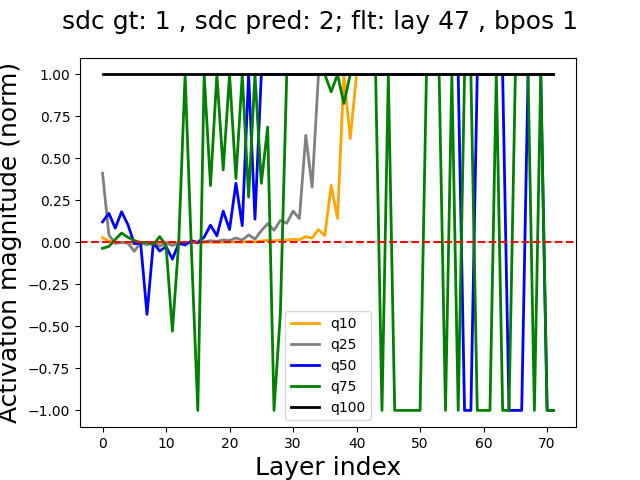 sdc gt: 1 , sdc pred: 2; flt: lay 47 , bpos 1
Activation magnitude (norm)
1.00
0.75
0.50
0.25
0.00
−0.25
−0.50
−0.75
−1.00
q10
q25
q50
q75
q100
0 10 20 30 40 50 60 70
Layer index